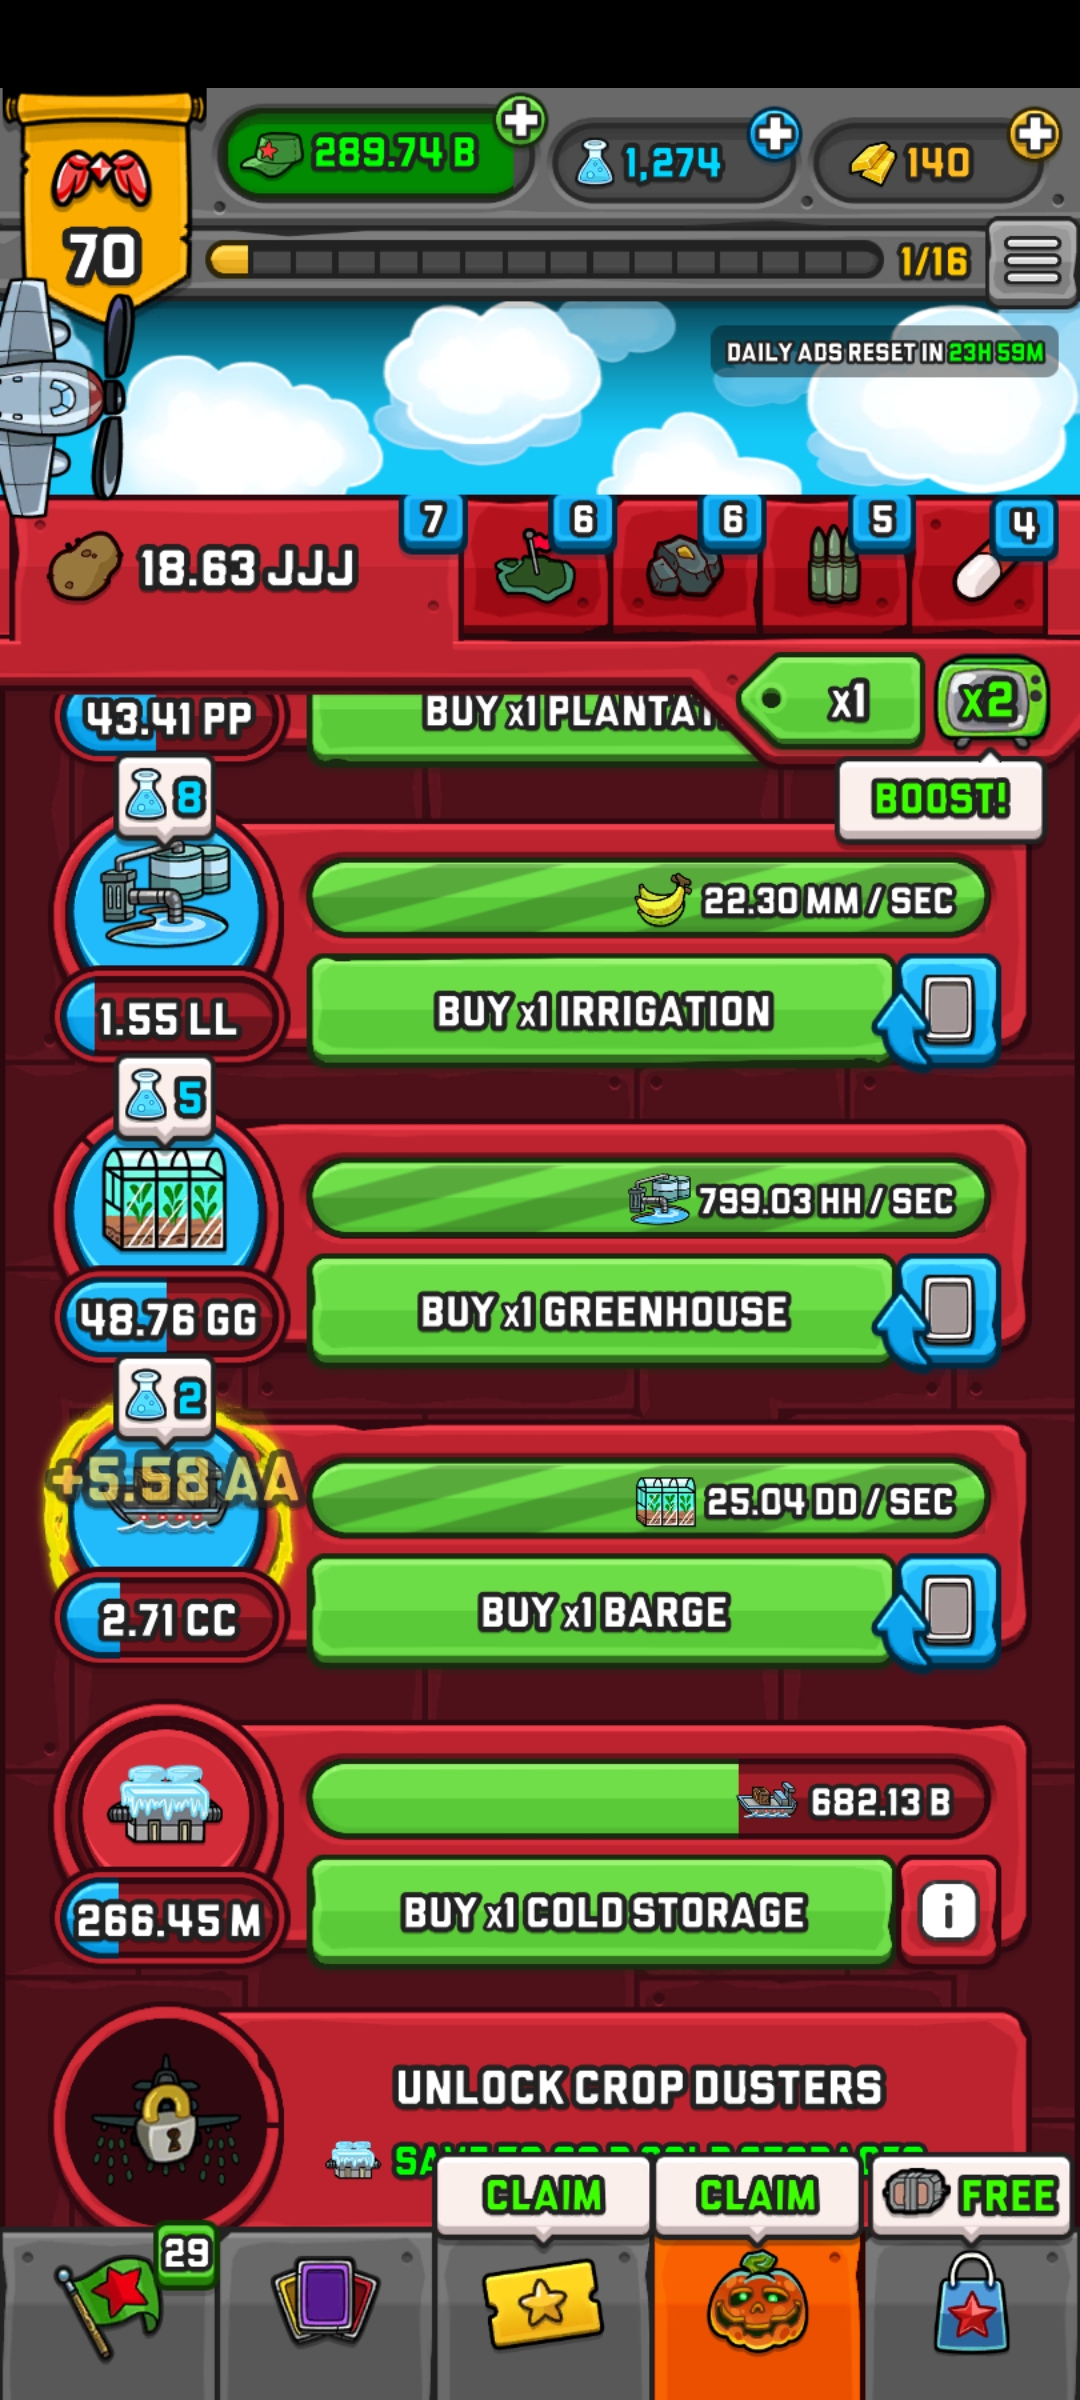 289.74 B
1,274
140
70
1/16
DAILY ADS RESET IN 23H 59M
7
6
6
5
4
18.63 JJJ
x1
x2
43.41 PP
BUY x1 PLANTAT
BOOST!
8
22.30 MM / SEC
1.55 LL
BUY x1 IRRIGATION
5
799.03 HH / SEC
48.76 GG
BUY x1 GREENHOUSE
2
+5.58 AA
25.04 DD / SEC
2.71 CC
BUY x1 BARGE
682.13 B
266.45 M
BUY x1 COLD STORAGE
i
UNLOCK CROP DUSTERS
CLAIM
CLAIM
FREE
29